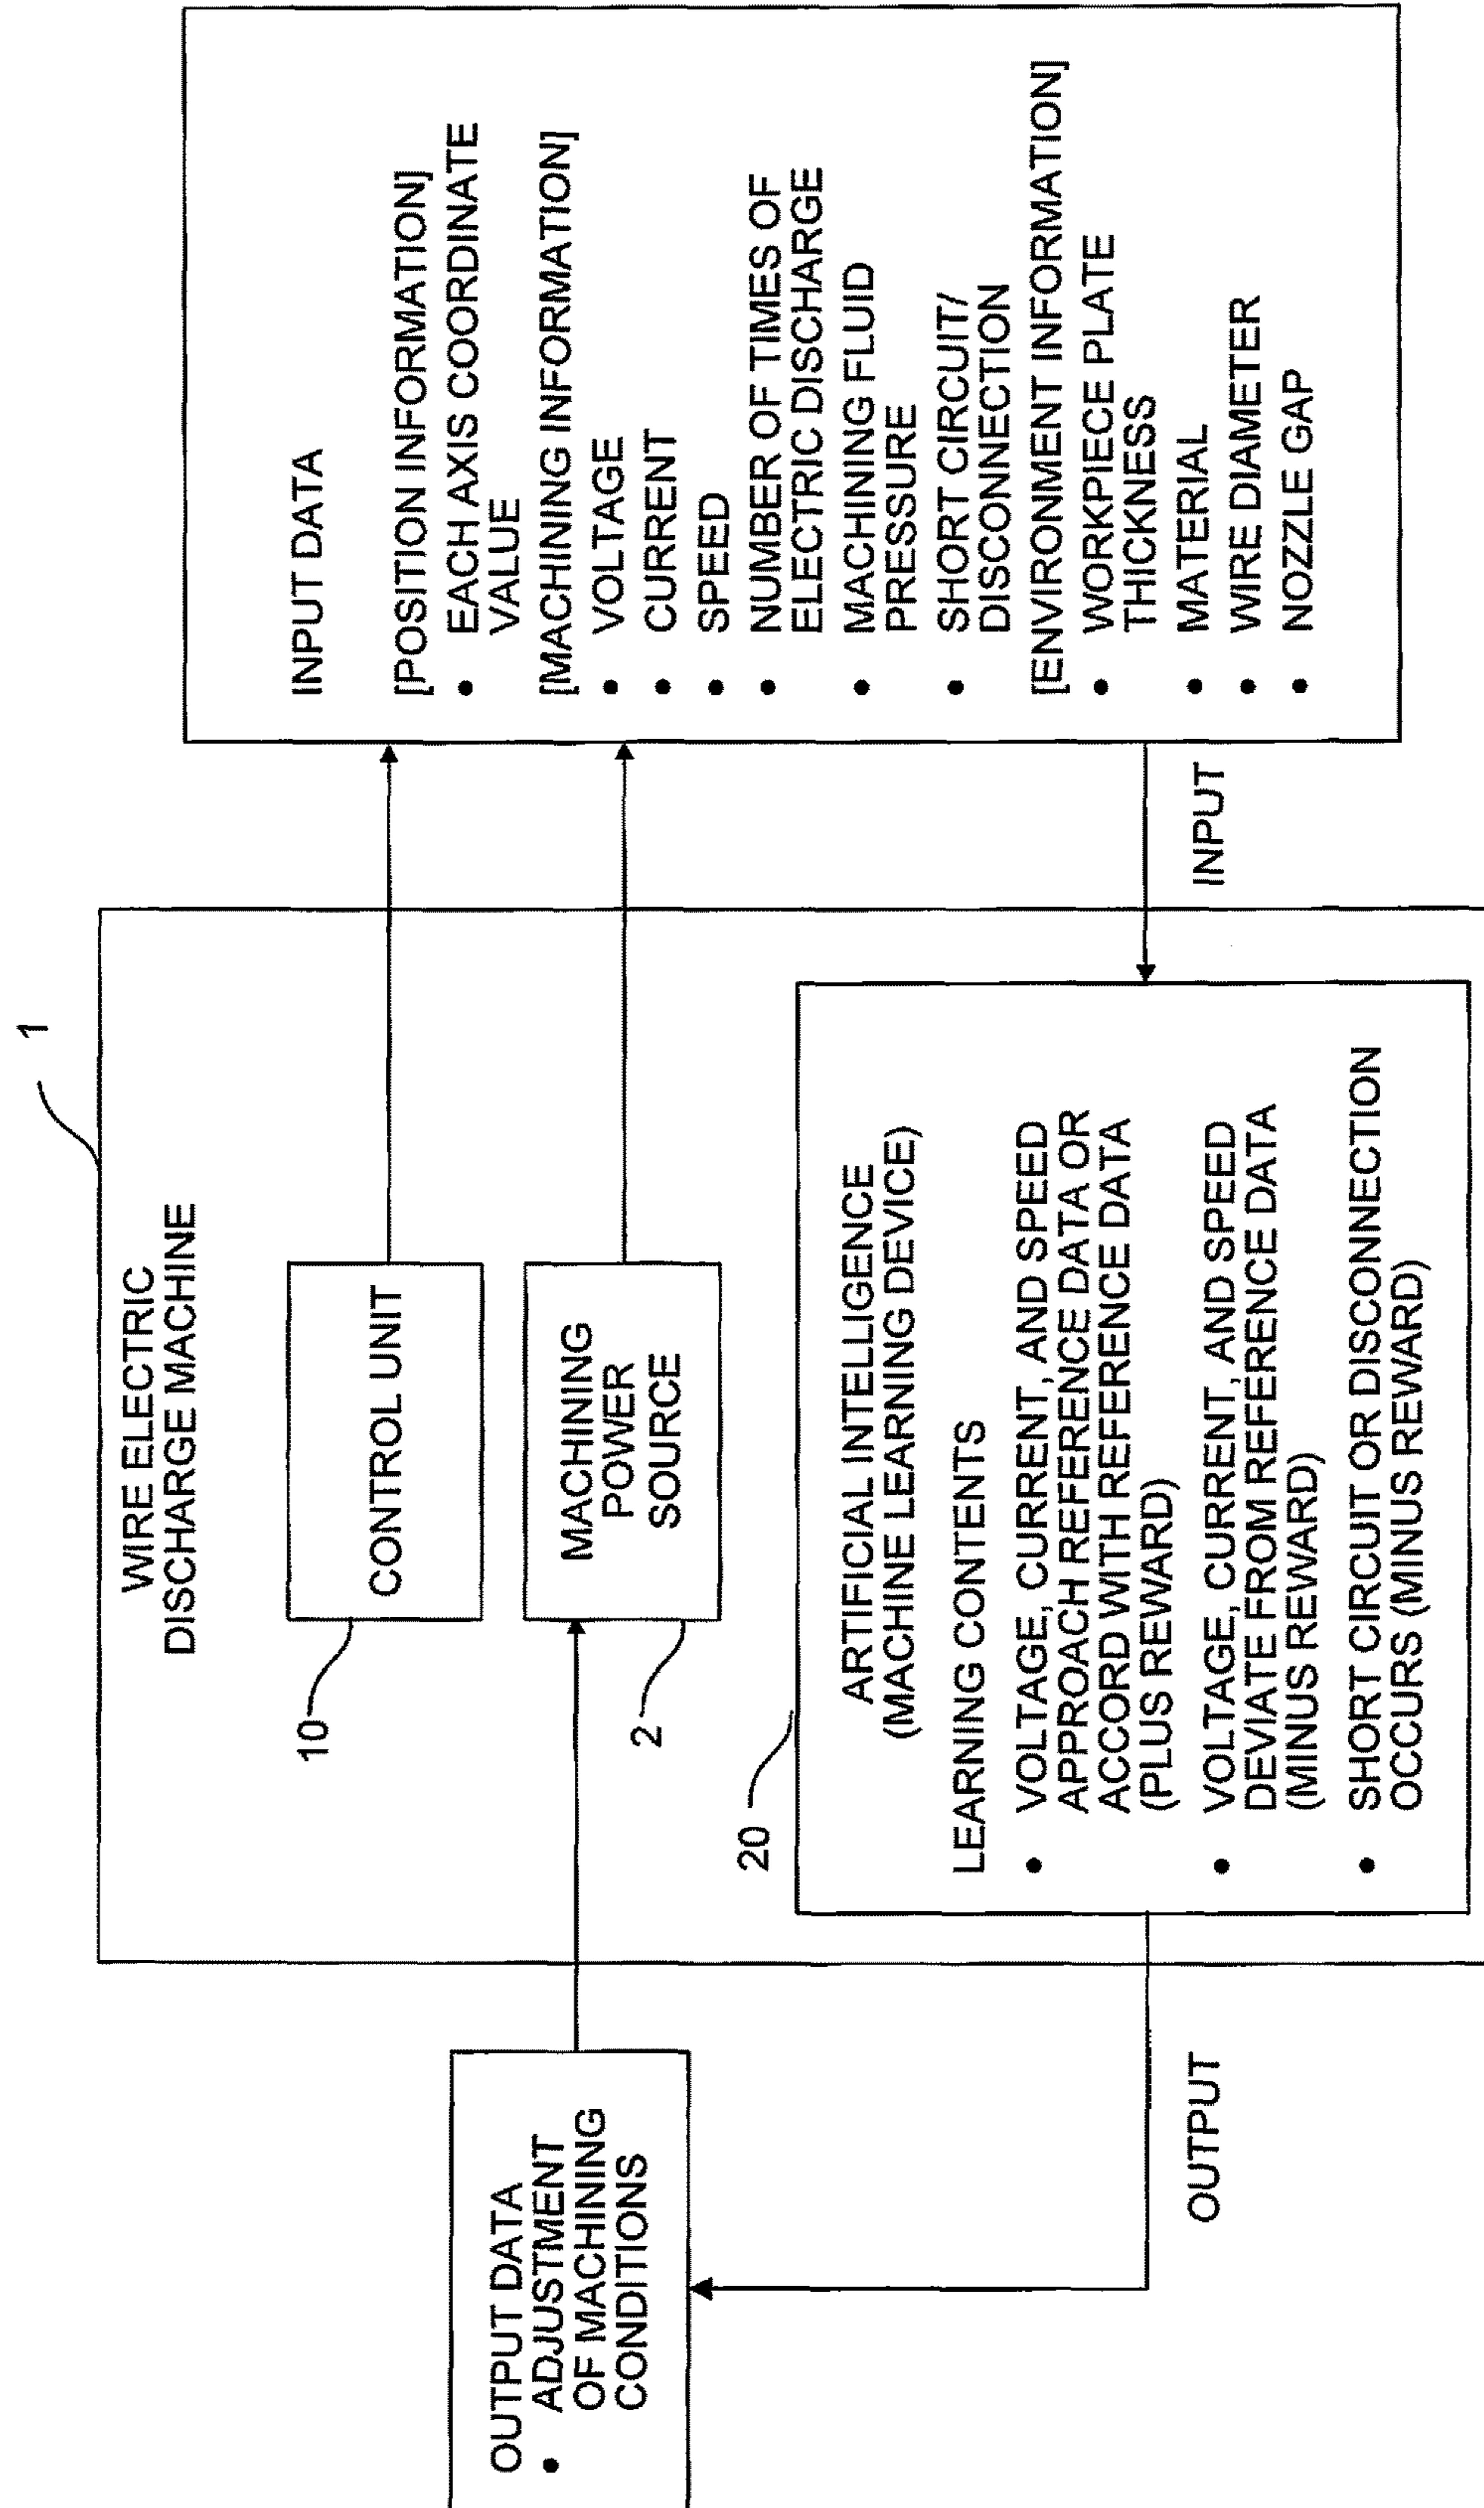 1
WIRE ELECTRIC
DISCHARGE MACHINE
10
CONTROL UNIT
2
MACHINING
POWER
SOURCE
20
ARTIFICIAL INTELLIGENCE
(MACHINE LEARNING DEVICE)
LEARNING CONTENTS
• VOLTAGE, CURRENT, AND SPEED
APPROACH REFERENCE DATA OR
ACCORD WITH REFERENCE DATA
(PLUS REWARD)
• VOLTAGE, CURRENT, AND SPEED
DEVIATE FROM REFERENCE DATA
(MINUS REWARD)
• SHORT CIRCUIT OR DISCONNECTION
OCCURS (MINUS REWARD)
OUTPUT DATA
• ADJUSTMENT
OF MACHINING
CONDITIONS
OUTPUT
INPUT DATA
[POSITION INFORMATION]
• EACH AXIS COORDINATE
VALUE
[MACHINING INFORMATION]
• VOLTAGE
• CURRENT
• SPEED
• NUMBER OF TIMES OF
ELECTRIC DISCHARGE
• MACHINING FLUID
PRESSURE
• SHORT CIRCUIT/
DISCONNECTION
[ENVIRONMENT INFORMATION]
• WORKPIECE PLATE
THICKNESS
• MATERIAL
• WIRE DIAMETER
• NOZZLE GAP
INPUT